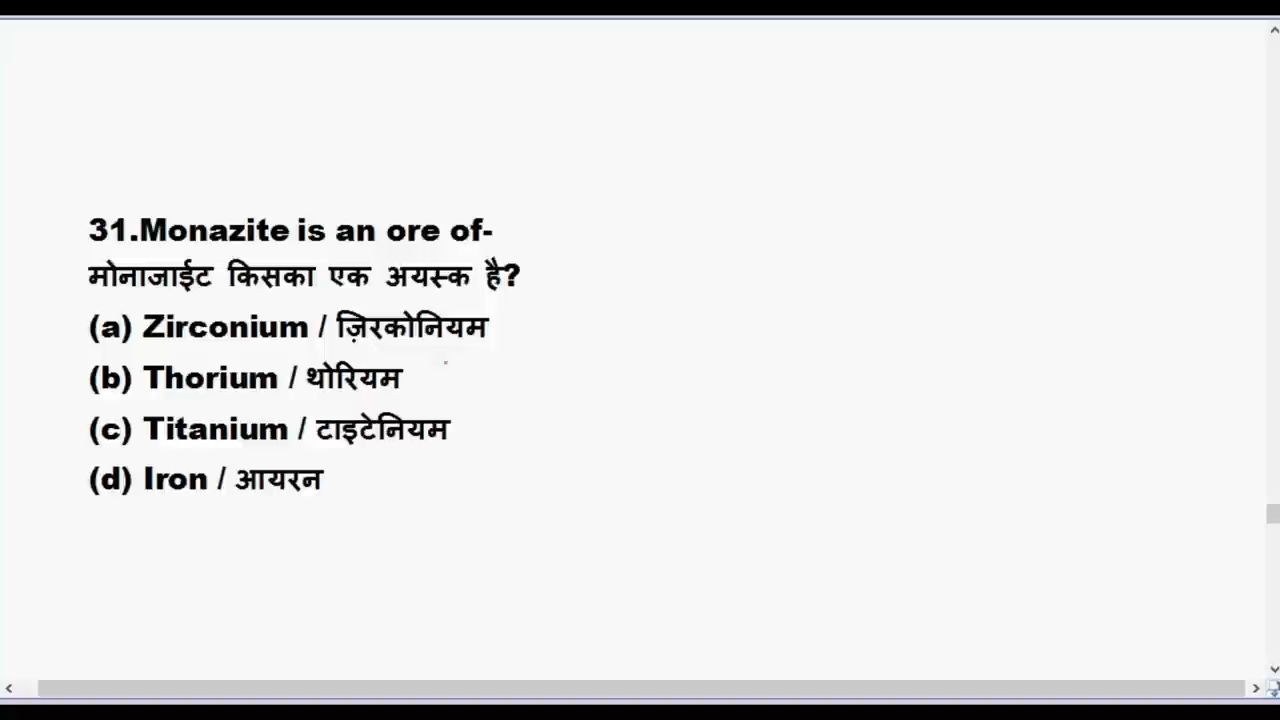 31.Monazite is an ore of-
मोनाजाईट किसका एक अयस्क है?
(a) Zirconium / ज़िरकोनियम
(b) Thorium / थोरियम
(c) Titanium / टाइटेनियम
(d) Iron / आयरन